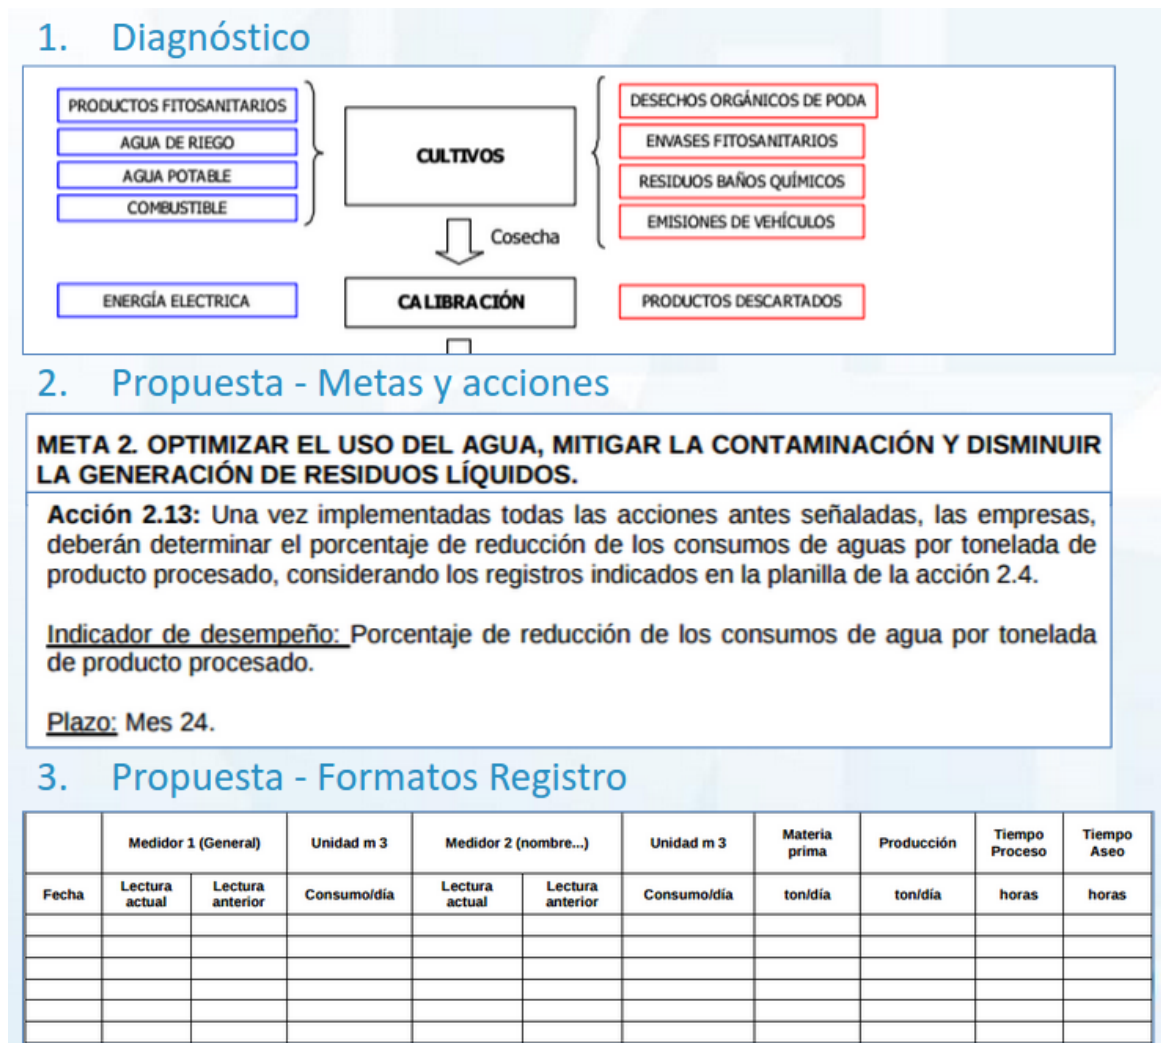 1. Diagnóstico
PRODUCTOS FITOSANITARIOS
AGUA DE RIEGO
AGUA POTABLE
COMBUSTIBLE
CULTIVOS
DESECHOS ORGÁNICOS DE PODA
ENVASES FITOSANITARIOS
RESIDUOS BAÑOS QUÍMICOS
EMISIONES DE VEHÍCULOS
Cosecha
ENERGÍA ELECTRICA
CALIBRACIÓN
PRODUCTOS DESCARTADOS
2. Propuesta - Metas y acciones
META 2. OPTIMIZAR EL USO DEL AGUA, MITIGAR LA CONTAMINACIÓN Y DISMINUIR
LA GENERACIÓN DE RESIDUOS LÍQUIDOS.
Acción 2.13: Una vez implementadas todas las acciones antes señaladas, las empresas,
deberán determinar el porcentaje de reducción de los consumos de aguas por tonelada de
producto procesado, considerando los registros indicados en la planilla de la acción 2.4.
Indicador de desempeño: Porcentaje de reducción de los consumos de agua por tonelada
de producto procesado.
Plazo: Mes 24.
3. Propuesta - Formatos Registro
Medidor 1 (General) Unidad m 3 Medidor 2 (nombre...) Unidad m 3 Materia prima Producción Tiempo Proceso Tiempo Aseo
Fecha Lectura actual Lectura anterior Consumo/día Lectura actual Lectura anterior Consumo/día ton/día ton/día horas horas